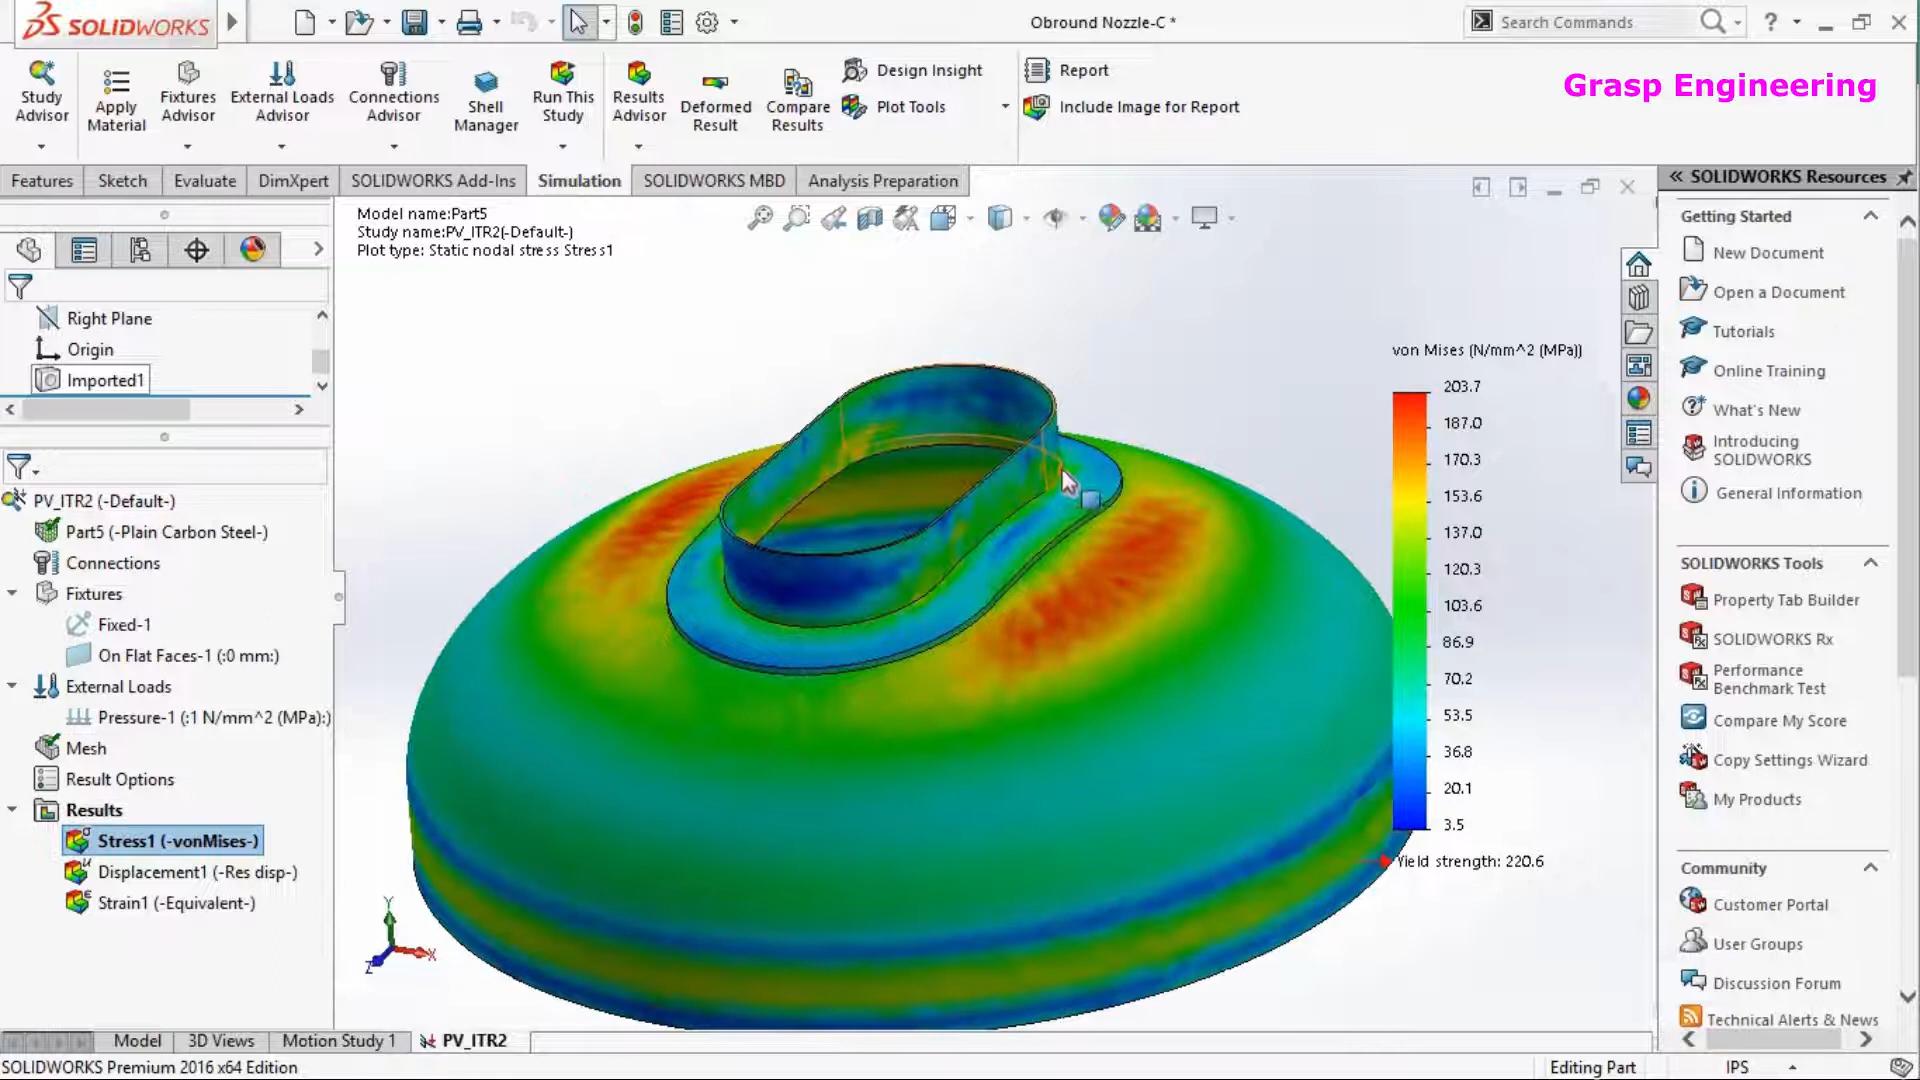 SOLIDWORKS
Obround Nozzle-C *
Search Commands
?
Study Advisor
Apply Material
Fixtures Advisor
External Loads Advisor
Connections Advisor
Shell Manager
Run This Study
Results Advisor
Deformed Result
Compare Results
Design Insight
Plot Tools
Report
Include Image for Report
Grasp Engineering
Features
Sketch
Evaluate
DimXpert
SOLIDWORKS Add-Ins
Simulation
SOLIDWORKS MBD
Analysis Preparation
Right Plane
Origin
Imported1
PV_ITR2 (-Default-)
Part5 (-Plain Carbon Steel-)
Connections
Fixtures
Fixed-1
On Flat Faces-1 (:0 mm:)
External Loads
Pressure-1 (:1 N/mm^2 (MPa):)
Mesh
Result Options
Results
Stress1 (-vonMises-)
Displacement1 (-Res disp-)
Strain1 (-Equivalent-)
Model name:Part5
Study name:PV_ITR2(-Default-)
Plot type: Static nodal stress Stress1
von Mises (N/mm^2 (MPa))
203.7
187.0
170.3
153.6
137.0
120.3
103.6
86.9
70.2
53.5
36.8
20.1
3.5
Yield strength: 220.6
Y
X
Z
SOLIDWORKS Resources
Getting Started
New Document
Open a Document
Tutorials
Online Training
What's New
Introducing
SOLIDWORKS
General Information
SOLIDWORKS Tools
Property Tab Builder
SOLIDWORKS Rx
Performance
Benchmark Test
Compare My Score
Copy Settings Wizard
My Products
Community
Customer Portal
User Groups
Discussion Forum
Technical Alerts & News
Model
3D Views
Motion Study 1
PV_ITR2
SOLIDWORKS Premium 2016 x64 Edition
Editing Part
IPS